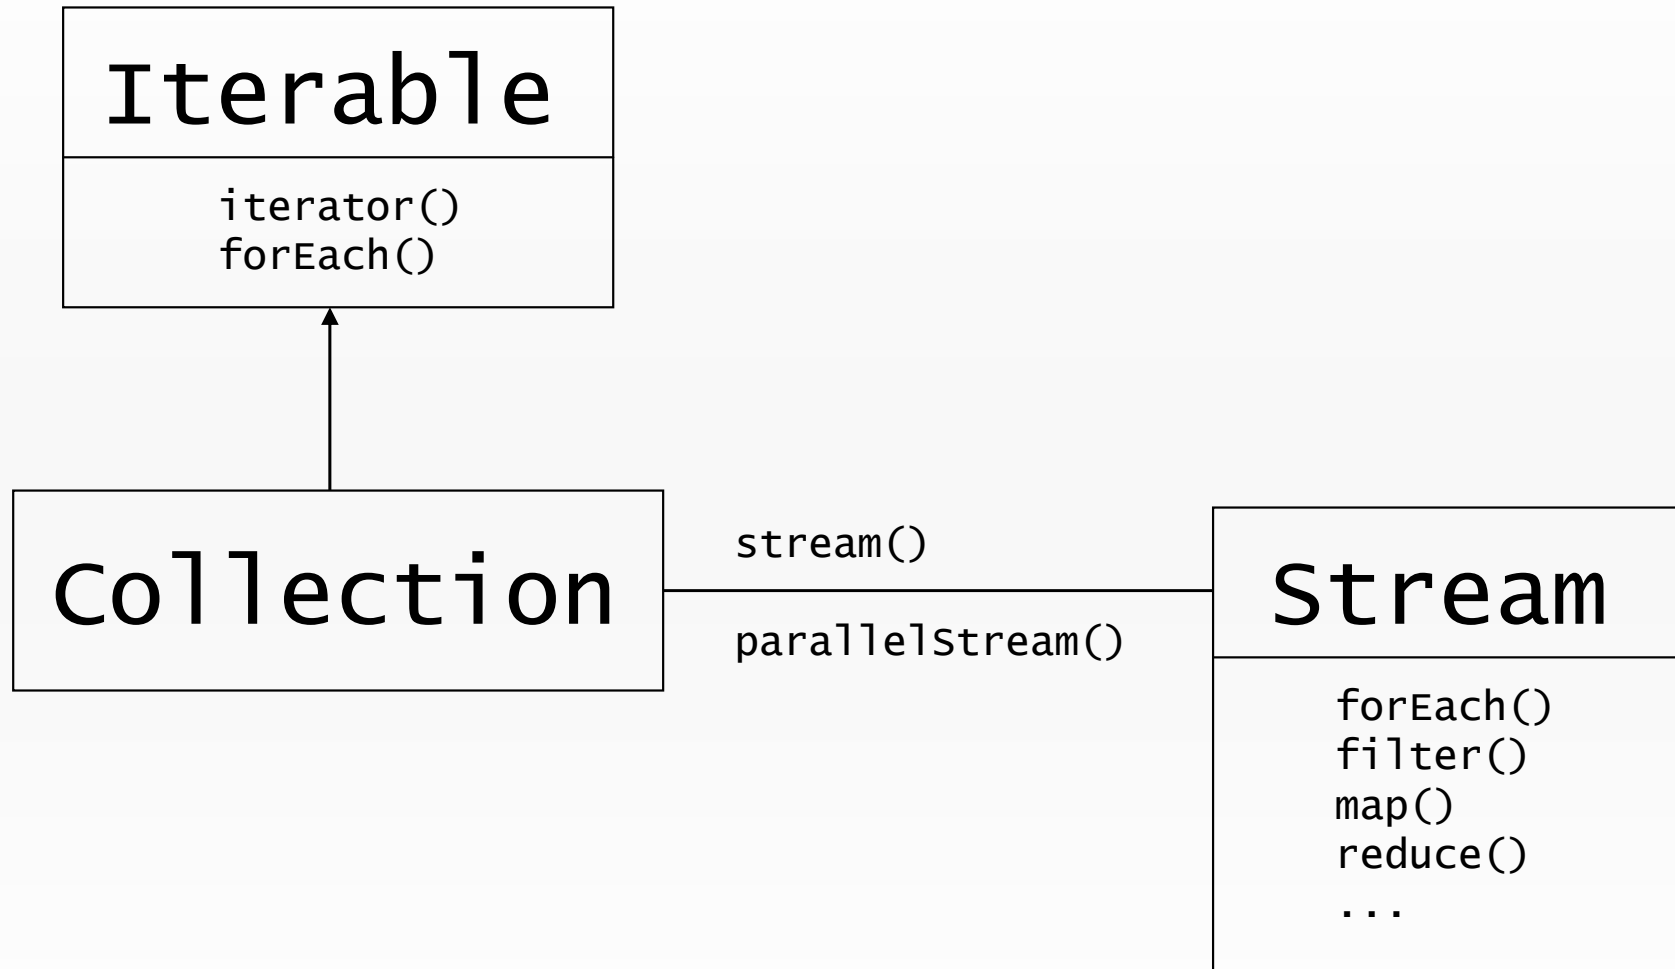 Iterable
iterator()
forEach()
Collection
stream()
parallelStream()
Stream
forEach()
filter()
map()
reduce()
...